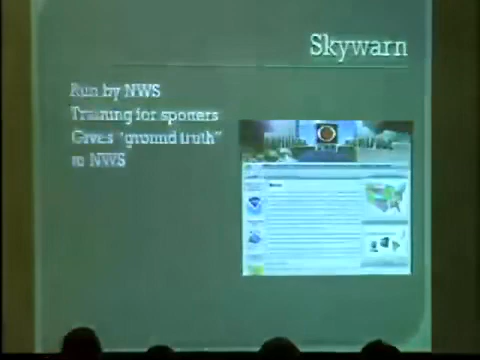 Skywarn
Run by NWS
Training for spotters
Gives "ground truth"
to NWS